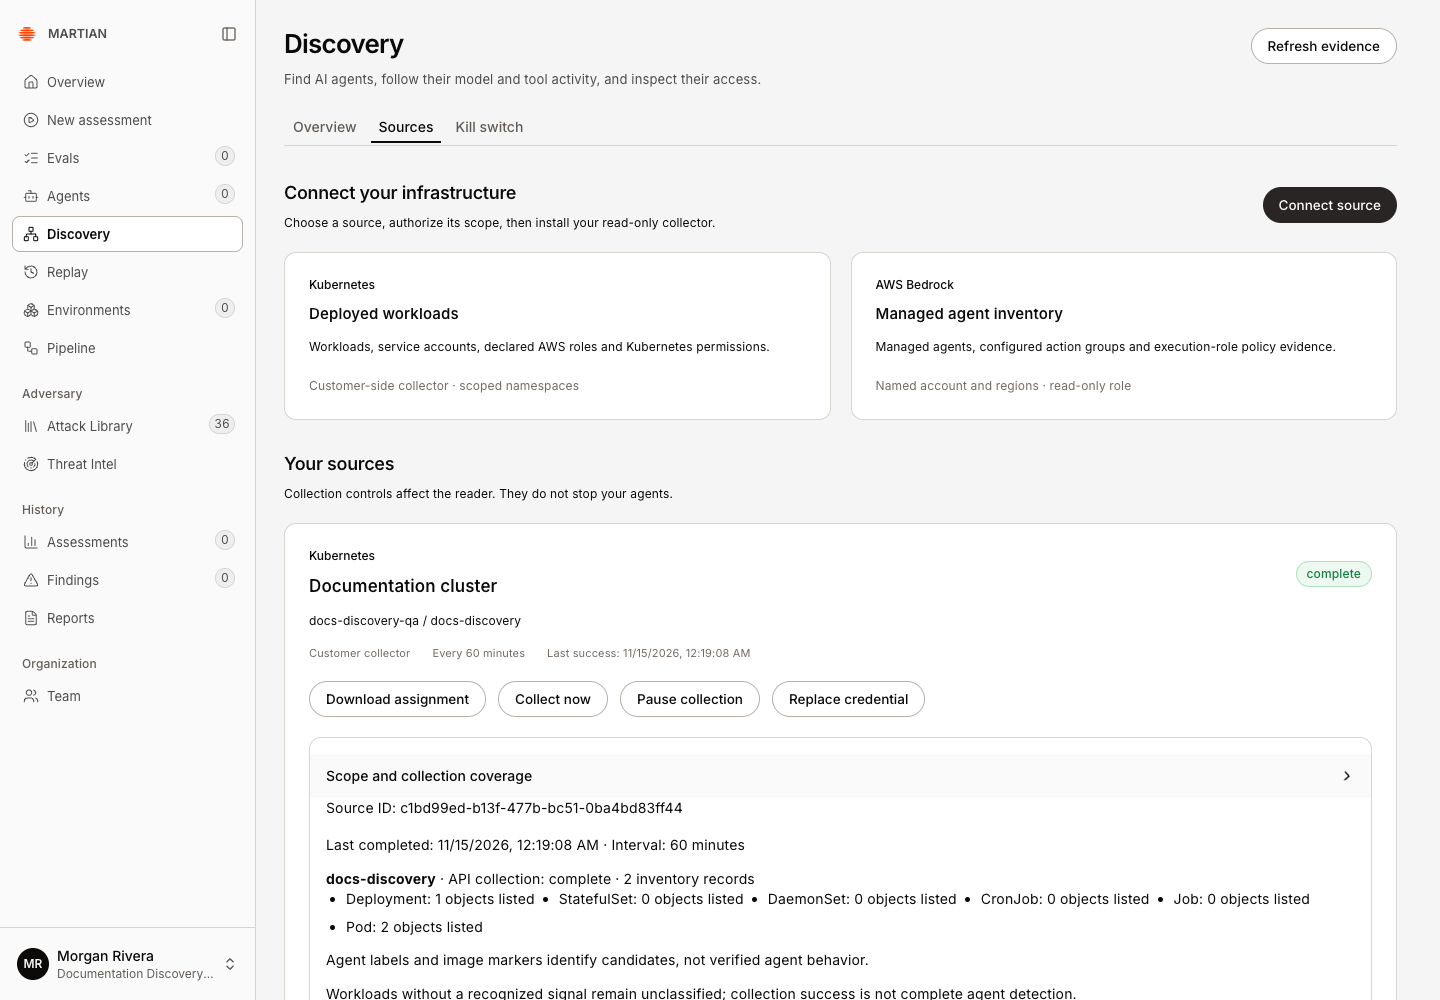 MARTIAN
Overview
New assessment
Evals 0
Agents 0
Discovery
Replay
Environments 0
Pipeline
Adversary
Attack Library 36
Threat Intel
History
Assessments 0
Findings 0
Reports
Organization
Team
MR
Morgan Rivera
Documentation Discovery...
Discovery
Refresh evidence
Find AI agents, follow their model and tool activity, and inspect their access.
Overview Sources Kill switch
Connect your infrastructure
Choose a source, authorize its scope, then install your read-only collector.
Connect source
Kubernetes
Deployed workloads
Workloads, service accounts, declared AWS roles and Kubernetes permissions.
Customer-side collector · scoped namespaces
AWS Bedrock
Managed agent inventory
Managed agents, configured action groups and execution-role policy evidence.
Named account and regions · read-only role
Your sources
Collection controls affect the reader. They do not stop your agents.
Kubernetes
Documentation cluster
complete
docs-discovery-qa / docs-discovery
Customer collector Every 60 minutes Last success: 11/15/2026, 12:19:08 AM
Download assignment Collect now Pause collection Replace credential
Scope and collection coverage
Source ID: c1bd99ed-b13f-477b-bc51-0ba4bd83ff44
Last completed: 11/15/2026, 12:19:08 AM · Interval: 60 minutes
docs-discovery · API collection: complete · 2 inventory records
• Deployment: 1 objects listed • StatefulSet: 0 objects listed • DaemonSet: 0 objects listed • CronJob: 0 objects listed • Job: 0 objects listed
• Pod: 2 objects listed
Agent labels and image markers identify candidates, not verified agent behavior.
Workloads without a recognized signal remain unclassified; collection success is not complete agent detection.